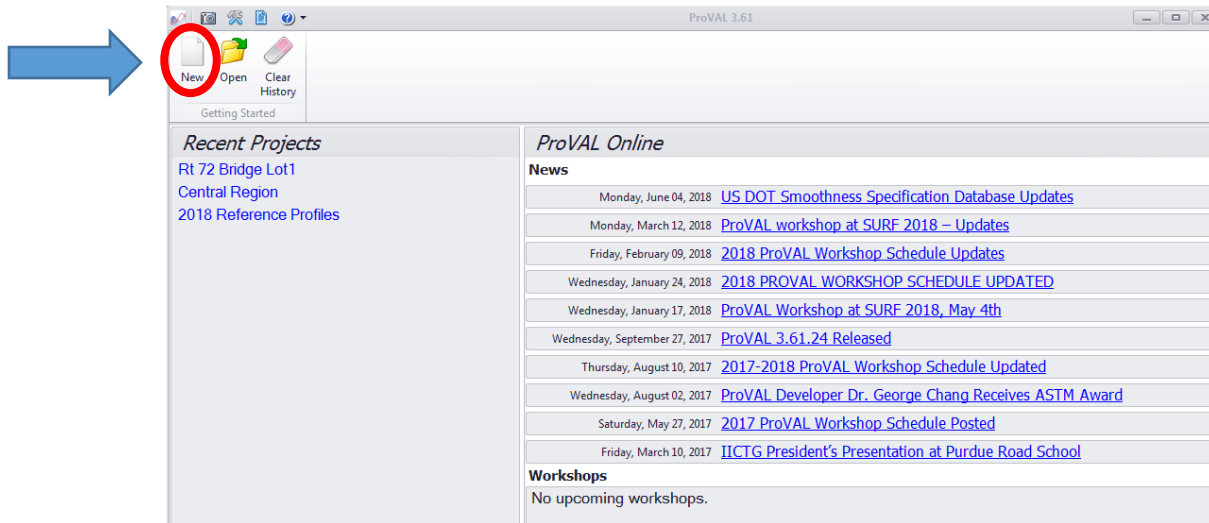 ProVAL 3.61
New Open Clear History
Getting Started
Recent Projects
Rt 72 Bridge Lot1
Central Region
2018 Reference Profiles
ProVAL Online
News
Monday, June 04, 2018 US DOT Smoothness Specification Database Updates
Monday, March 12, 2018 ProVAL workshop at SURF 2018 – Updates
Friday, February 09, 2018 2018 ProVAL Workshop Schedule Updates
Wednesday, January 24, 2018 2018 PROVAL WORKSHOP SCHEDULE UPDATED
Wednesday, January 17, 2018 ProVAL Workshop at SURF 2018, May 4th
Wednesday, September 27, 2017 ProVAL 3.61.24 Released
Thursday, August 10, 2017 2017-2018 ProVAL Workshop Schedule Updated
Wednesday, August 02, 2017 ProVAL Developer Dr. George Chang Receives ASTM Award
Saturday, May 27, 2017 2017 ProVAL Workshop Schedule Posted
Friday, March 10, 2017 IICTG President’s Presentation at Purdue Road School
Workshops
No upcoming workshops.